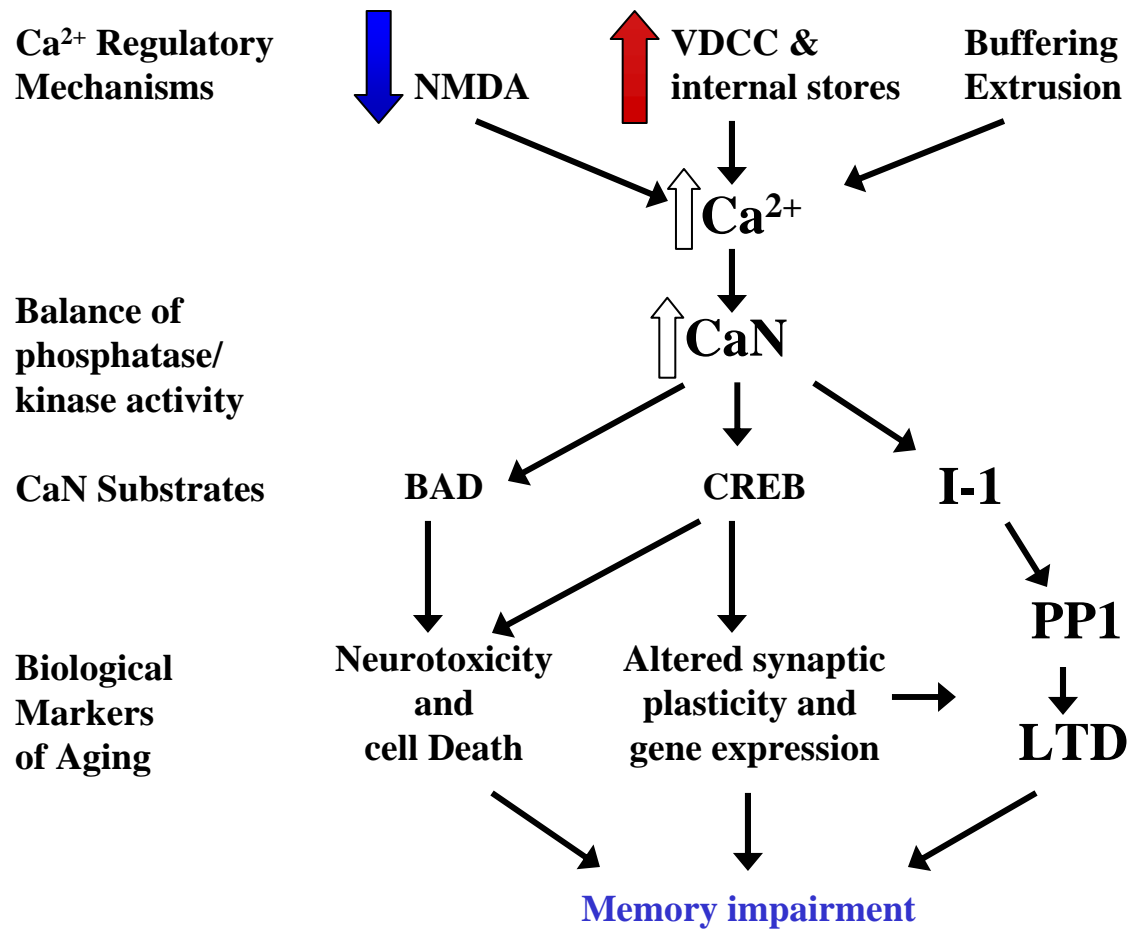 Ca²⁺ Regulatory
Mechanisms
NMDA
VDCC &
internal stores
Buffering
Extrusion
Ca²⁺
Balance of
phosphatase/
kinase activity
CaN
CaN Substrates
BAD
CREB
I-1
PP1
Biological
Markers
of Aging
Neurotoxicity
and
cell Death
Altered synaptic
plasticity and
gene expression
LTD
Memory impairment